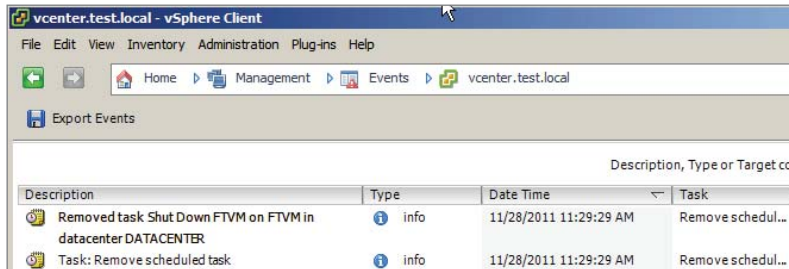 vcenter.test.local - vSphere Client
File Edit View Inventory Administration Plug-ins Help
Home Management Events vcenter.test.local
Export Events
Description, Type or Target co
Description Type Date Time Task
Removed task Shut Down FTVM on FTVM in info 11/28/2011 11:29:29 AM Remove schedul...
datacenter DATACENTER
Task: Remove scheduled task info 11/28/2011 11:29:29 AM Remove schedul...